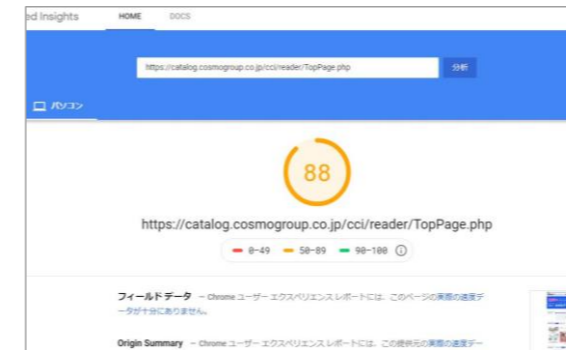 ed Insights HOME DOCS
https://catalog.cosmogroup.co.jp/cci/reader/TopPage.php 分析
パソコン
88
https://catalog.cosmogroup.co.jp/cci/reader/TopPage.php
0-49 50-89 90-100
フィールド データ – Chrome ユーザー エクスペリエンス レポートには、このページの実際の速度デ
ータが十分にありません。
Origin Summary – Chrome ユーザー エクスペリエンス レポートには、この提供元の実際の速度デー